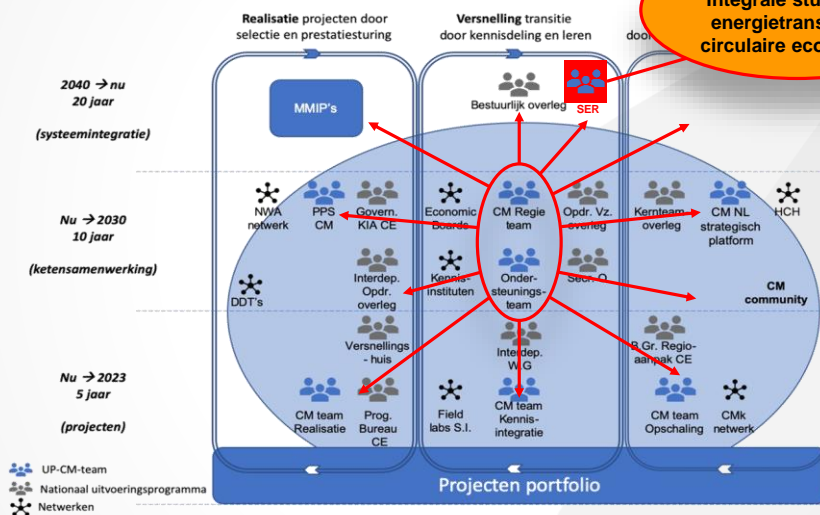 Realisatie projecten door
selectie en prestatiesturing
Versnelling transitie
door kennisdeling en leren
energietrans
circulaire eco
2040 → nu
20 jaar
(systeemintegratie)
MMIP's
Bestuurlijk overleg
SER
Nu → 2030
10 jaar
(ketensamenwerking)
NWA
netwerk
PPS
CM
Govern.
KIA CE
Economic
Boards
CM Regie
team
Opdr. Vz.
overleg
Kernteam
overleg
CM NL
strategisch
platform
HCH
DDT's
Interdep.
Opdr.
overleg
Kennis-
instituten
Onder-
steunings-
team
Secr. O
CM
community
Nu → 2023
5 jaar
(projecten)
Versnellings
- huis
Interdep.
W.G
B.Gr. Regio-
aanpak CE
CM team
Realisatie
Prog.
Bureau
CE
Field
labs S.I.
CM team
Kennis-
integratie
CM team
Opschaling
CMk
netwerk
UP-CM-team
Nationaal uitvoeringsprogramma
Netwerken
Projecten portfolio